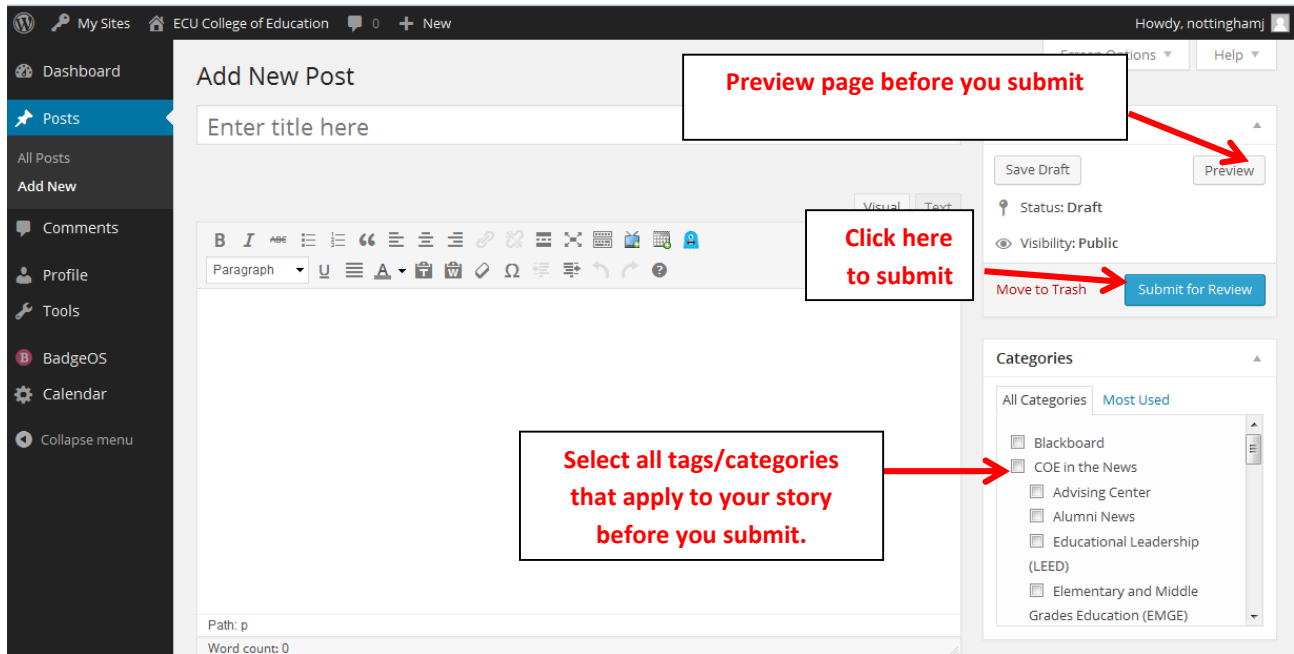 My Sites ECU College of Education 0 + New Howdy, nottinghamj
Dashboard
Posts
All Posts
Add New
Comments
Profile
Tools
BadgeOS
Calendar
Collapse menu
Screen Options Help
Add New Post
Enter title here
Preview page before you submit
Visual Text
B I ABC
Paragraph U A Ω
Click here
to submit
Save Draft Preview
Status: Draft
Visibility: Public
Move to Trash Submit for Review
Categories
All Categories Most Used
Blackboard
COE in the News
Advising Center
Alumni News
Educational Leadership
(LEED)
Elementary and Middle
Grades Education (EMGE)
Select all tags/categories
that apply to your story
before you submit.
Path: p
Word count: 0